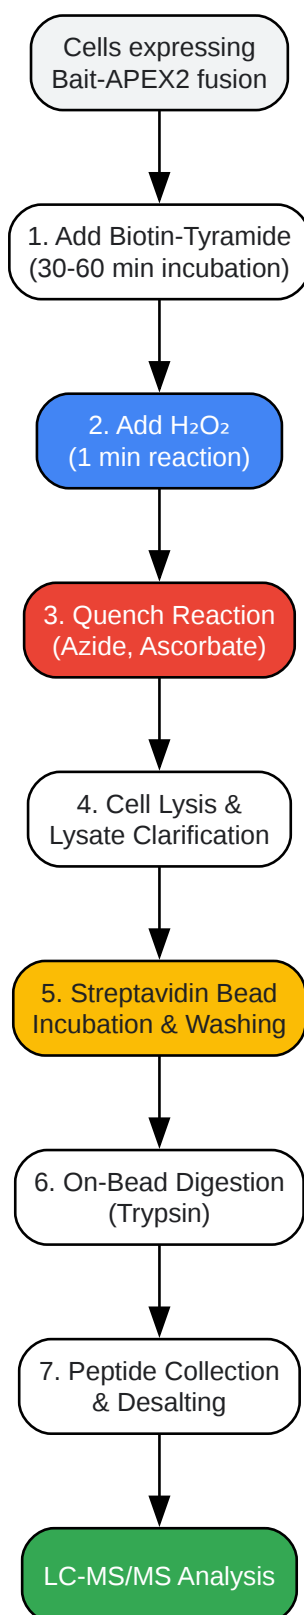 Cells expressing
Bait-APEX2 fusion
1. Add Biotin-Tyramide
(30-60 min incubation)
2. Add H₂O₂
(1 min reaction)
3. Quench Reaction
(Azide, Ascorbate)
4. Cell Lysis &
Lysate Clarification
5. Streptavidin Bead
Incubation & Washing
6. On-Bead Digestion
(Trypsin)
7. Peptide Collection
& Desalting
LC-MS/MS Analysis